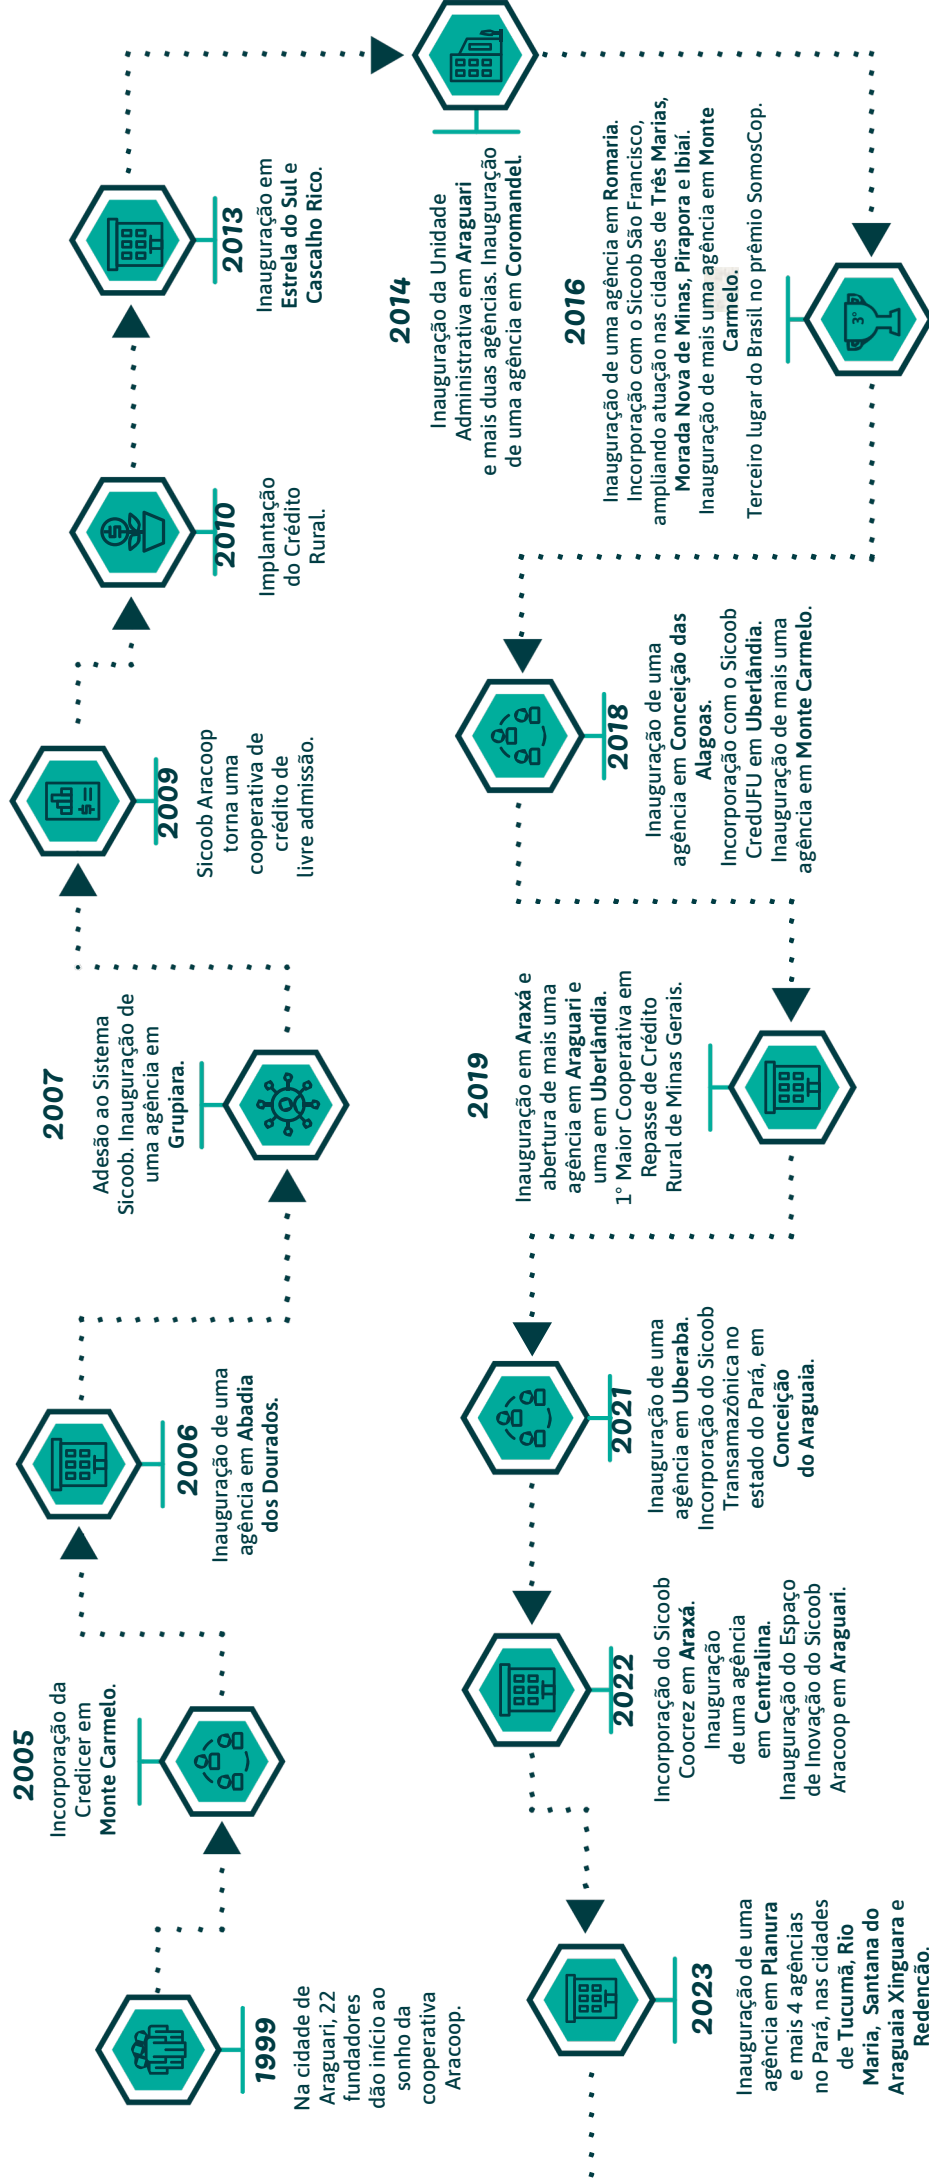 1999
Na cidade de
Araguari, 22
fundadores
dão início ao
sonho da
cooperativa
Aracoop.
2005
Incorporação da
Credicer em
Monte Carmelo.
2006
Inauguração de uma
agência em Abadia
dos Dourados.
2007
Adesão ao Sistema
Sicoob. Inauguração de
uma agência em
Grupiara.
2009
Sicoob Aracoop
torna uma
cooperativa de
crédito de
livre admissão.
2010
Implantação
do Crédito
Rural.
2013
Inauguração em
Estrela do Sul e
Cascalho Rico.
2014
Inauguração da Unidade
Administrativa em Araguari
e mais duas agências. Inauguração
de uma agência em Coromandel.
2016
Inauguração de uma agência em Romaria.
Incorporação com o Sicoob São Francisco,
ampliando atuação nas cidades de Três Marias,
Morada Nova de Minas, Pirapora e Ibiaí.
Inauguração de mais uma agência em Monte
Carmelo.
Terceiro lugar do Brasil no prêmio SomosCop.
3°
2018
Inauguração de uma
agência em Conceição das
Alagoas.
Incorporação com o Sicoob
CredUFU em Uberlândia.
Inauguração de mais uma
agência em Monte Carmelo.
2019
Inauguração em Araxá e
abertura de mais uma
agência em Araguari e
uma em Uberlândia.
1° Maior Cooperativa em
Repasse de Crédito
Rural de Minas Gerais.
2021
Inauguração de uma
agência em Uberaba.
Incorporação do Sicoob
Transamazônica no
estado do Pará, em
Conceição
do Araguaia.
2022
Incorporação do Sicoob
Coocrez em Araxá.
Inauguração
de uma agência
em Centralina.
Inauguração do Espaço
de Inovação do Sicoob
Aracoop em Araguari.
2023
Inauguração de uma
agência em Planura
e mais 4 agências
no Pará, nas cidades
de Tucumã, Rio
Maria, Santana do
Araguaia Xinguara e
Redenção.